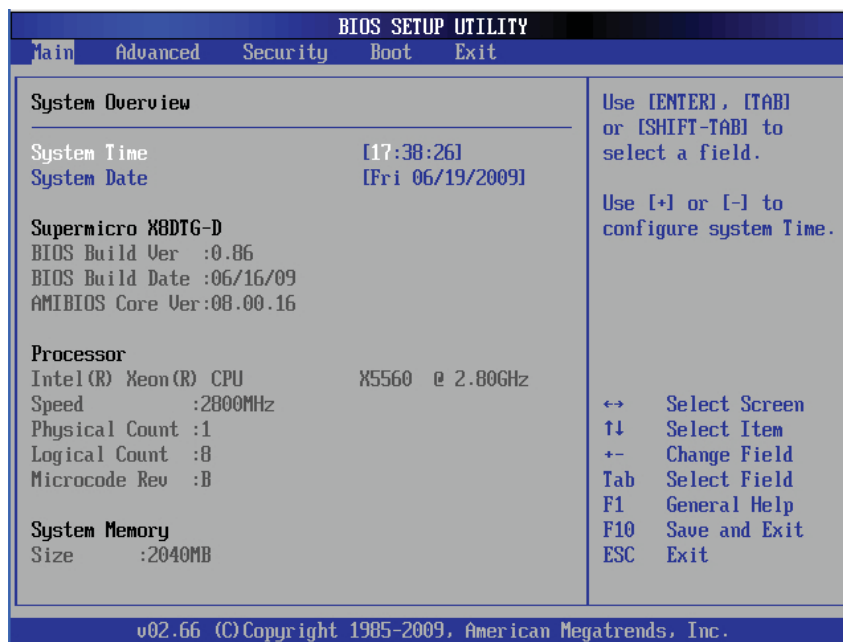 BIOS SETUP UTILITY
Main Advanced Security Boot Exit
System Overview
System Time [17:38:26]
System Date [Fri 06/19/2009]
Supermicro X8DTG-D
BIOS Build Ver :0.86
BIOS Build Date :06/16/09
AMIBIOS Core Ver:08.00.16
Processor
Intel(R) Xeon(R) CPU X5560 @ 2.80GHz
Speed :2800MHz
Physical Count :1
Logical Count :8
Microcode Rev :B
System Memory
Size :2040MB
Use [ENTER], [TAB]
or [SHIFT-TAB] to
select a field.
Use [+] or [-] to
configure system Time.
↔ Select Screen
↑↓ Select Item
+- Change Field
Tab Select Field
F1 General Help
F10 Save and Exit
ESC Exit
v02.66 (C)Copyright 1985-2009, American Megatrends, Inc.